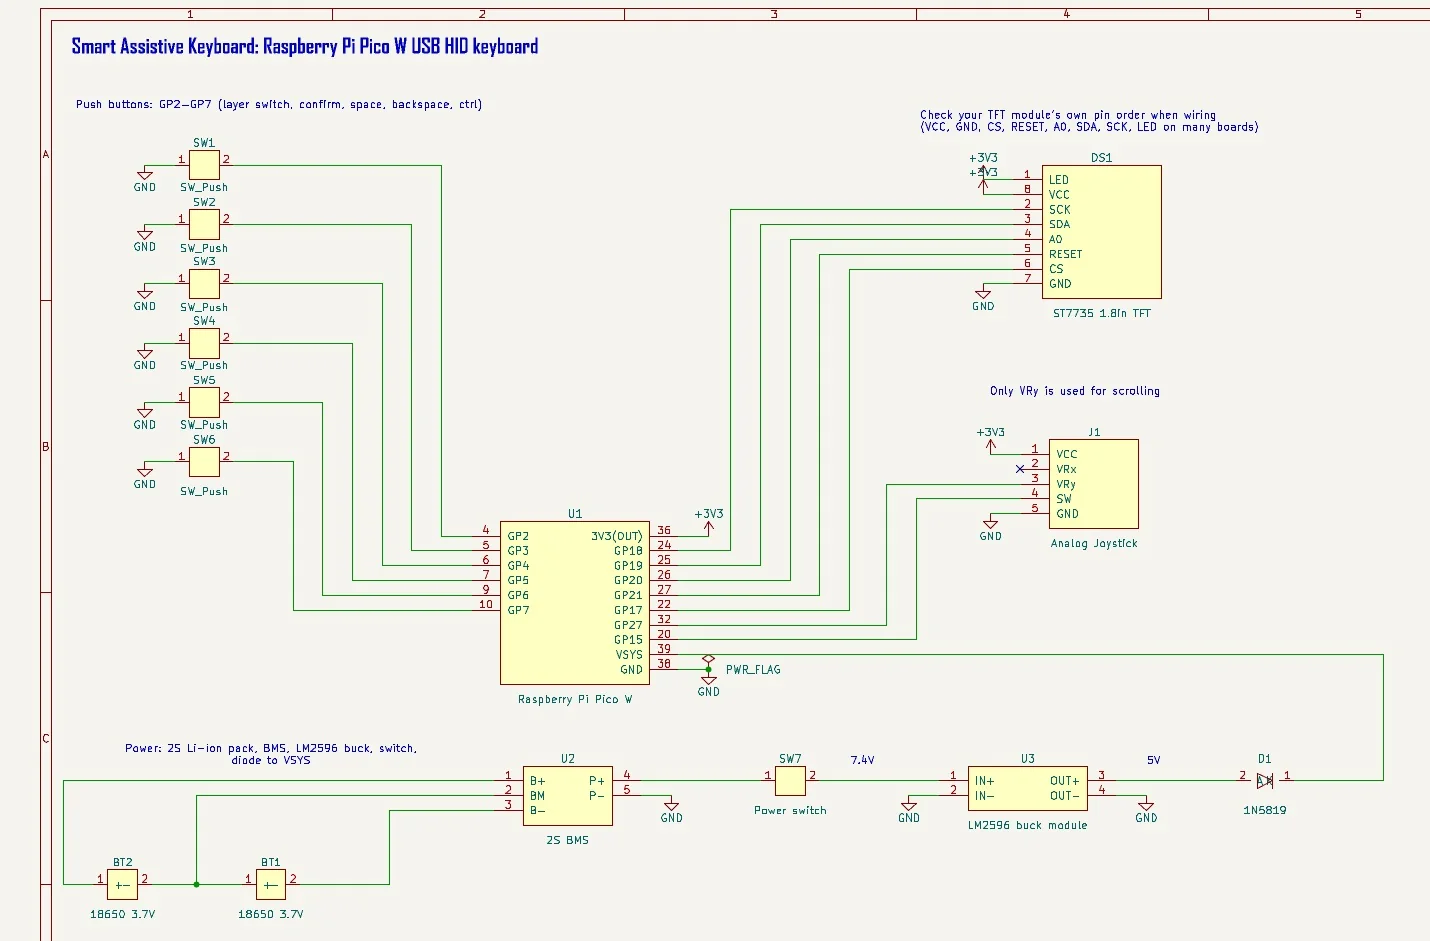 1 2 3 4 5
Smart Assistive Keyboard: Raspberry Pi Pico W USB HID keyboard
Push buttons: GP2-GP7 (layer switch, confirm, space, backspace, ctrl)
Check your TFT module's own pin order when wiring
(VCC, GND, CS, RESET, A0, SDA, SCK, LED on many boards)
A
SW1
1 2
GND
SW_Push
SW2
1 2
GND
SW_Push
SW3
1 2
GND
SW_Push
SW4
1 2
GND
SW_Push
SW5
1 2
GND
SW_Push
SW6
1 2
GND
SW_Push
+3V3
+3V3
DS1
1 LED
8 VCC
2 SCK
3 SDA
4 A0
5 RESET
6 CS
7 GND
GND
ST7735 1.8in TFT
Only VRy is used for scrolling
B
+3V3
J1
1 VCC
2 VRx
3 VRy
4 SW
5 GND
GND
Analog Joystick
U1
+3V3
4 GP2 3V3(OUT) 36
5 GP3 GP18 24
6 GP4 GP19 25
7 GP5 GP20 26
9 GP6 GP21 27
10 GP7 GP17 22
GP27 32
GP15 20
VSYS 39
GND 38
PWR_FLAG
GND
Raspberry Pi Pico W
C
Power: 2S Li-ion pack, BMS, LM2596 buck, switch,
diode to VSYS
U2
1 B+ P+ 4
2 BM P- 5
3 B-
GND
2S BMS
SW7
1 2
Power switch
7.4V
U3
1 IN+ OUT+ 3
2 IN- OUT- 4
GND
GND
LM2596 buck module
5V
D1
2 A K 1
1N5819
BT2
1 +- 2
18650 3.7V
BT1
1 +- 2
18650 3.7V